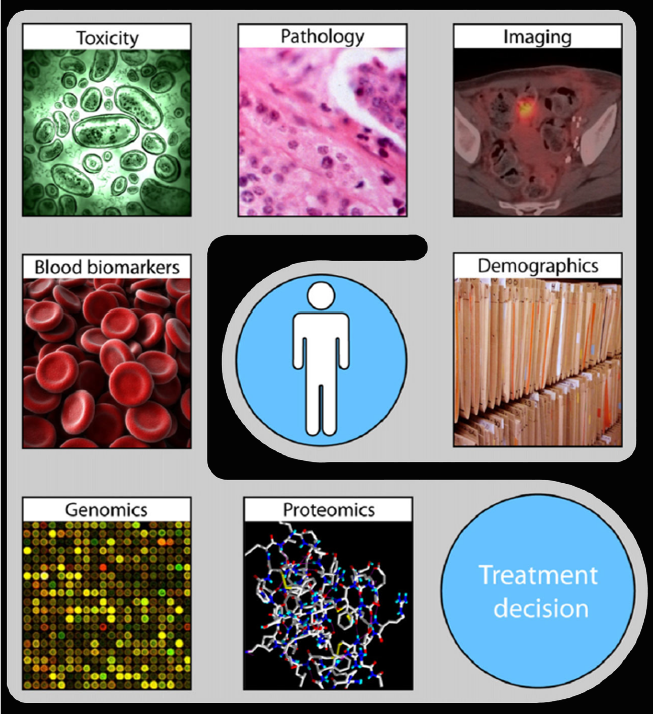 Toxicity
Pathology
Imaging
Blood biomarkers
Demographics
Genomics
Proteomics
Treatment
decision